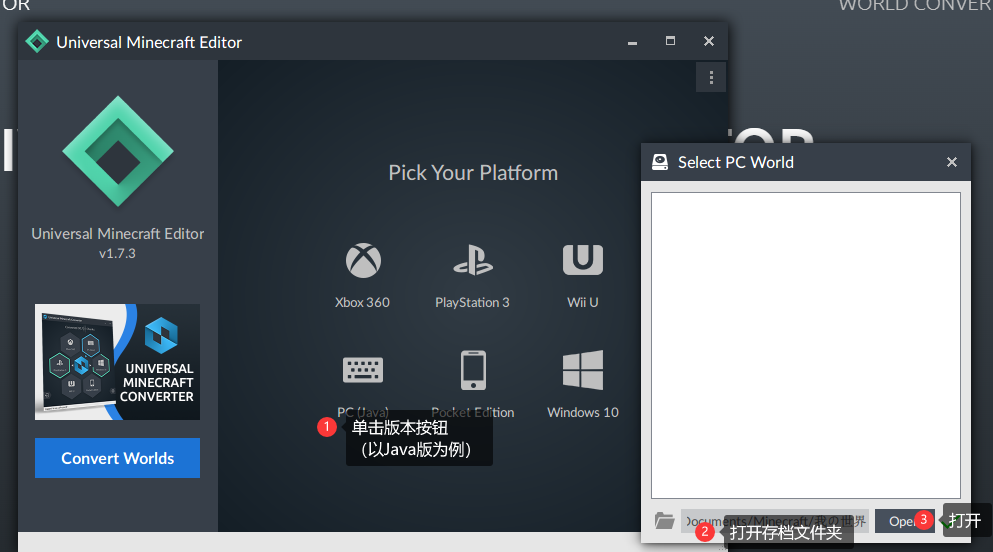 OR
WORLD CONVER
Universal Minecraft Editor
Universal Minecraft Editor
v1.7.3
UNIVERSAL
MINECRAFT
CONVERTER
Convert Worlds
Pick Your Platform
Xbox 360
PlayStation 3
Wii U
PC (Java)
Pocket Edition
Windows 10
1
单击版本按钮
(以Java版为例)
TOR
Select PC World
Documents/Minecraft/我の世界
Open
2
打开存档文件夹
3
打开